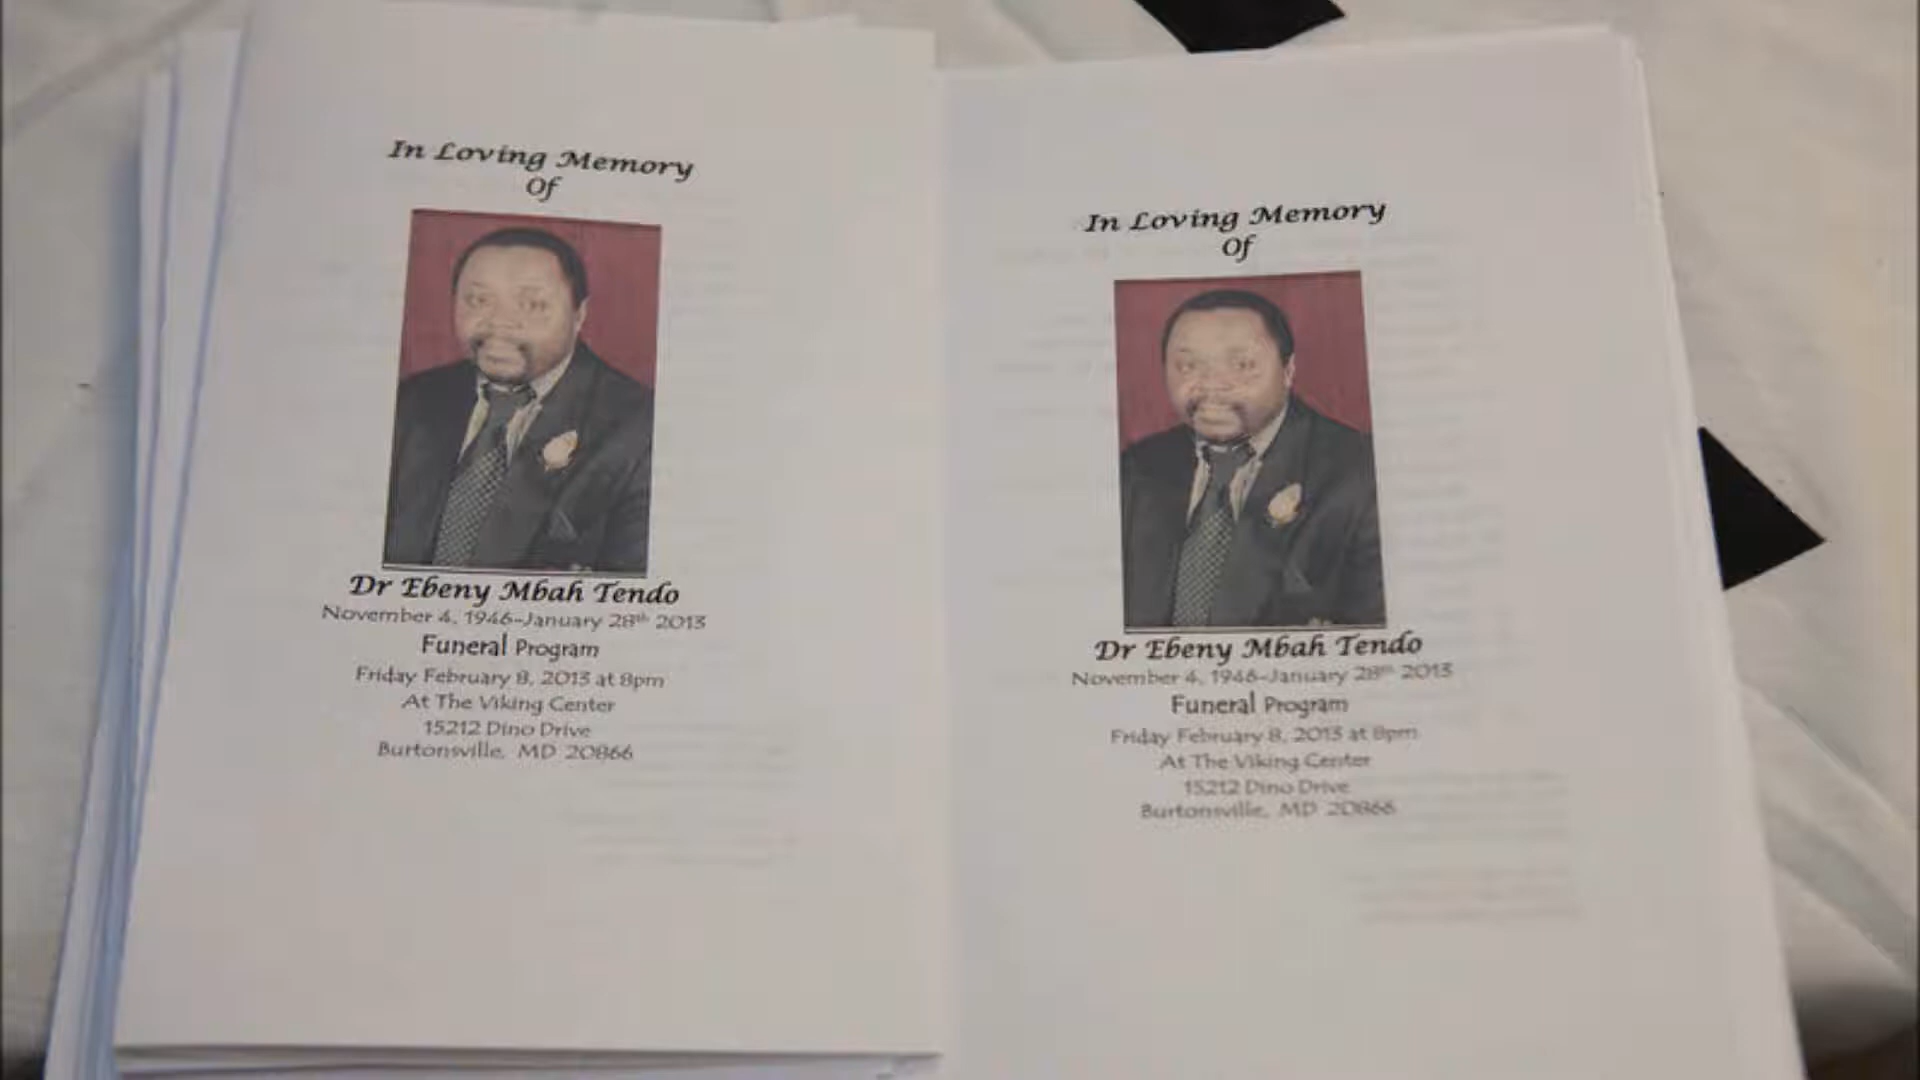 In Loving Memory
Of
Dr Ebeny Mbah Tendo
November 4, 1946-January 28th 2013
Funeral Program
Friday February 8, 2013 at 8pm
At The Viking Center
15212 Dino Drive
Burtonsville, MD 20866
In Loving Memory
Of
Dr Ebeny Mbah Tendo
November 4, 1946-January 28th 2013
Funeral Program
Friday February 8, 2013 at 8pm
At The Viking Center
15212 Dino Drive
Burtonsville, MD 20866